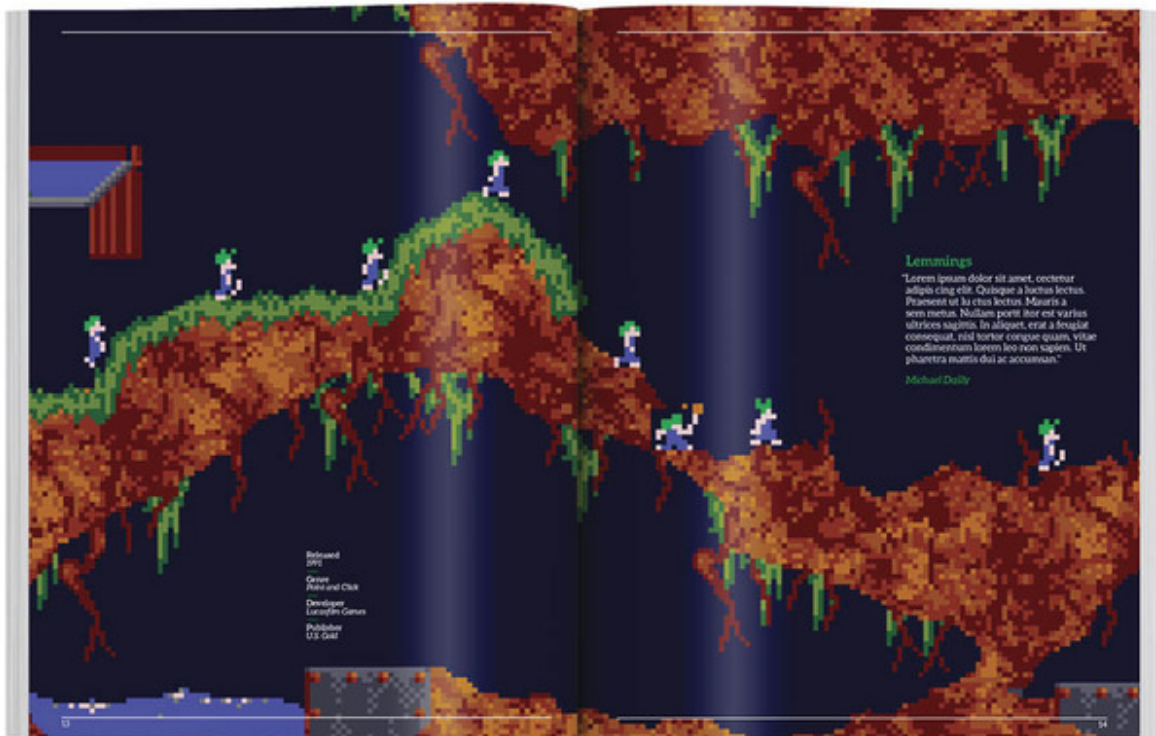 Released
1991
Genre
Point and Click
Developer
Lucasfilm Games
Publisher
U.S. Gold
13
Lemmings
"Lorem ipsum dolor sit amet, cectetur
adipis cing elit. Quisque a luctus lectus.
Praesent ut lu ctus lectus. Mauris a
sem metus. Nullam portt itor est varius
ultrices sagittis. In aliquet, erat a feugiat
consequat, nisl tortor congue quam, vitae
condimentum lorem leo non sapien. Ut
pharetra mattis dui ac accumsan."
Michael Dailly
14